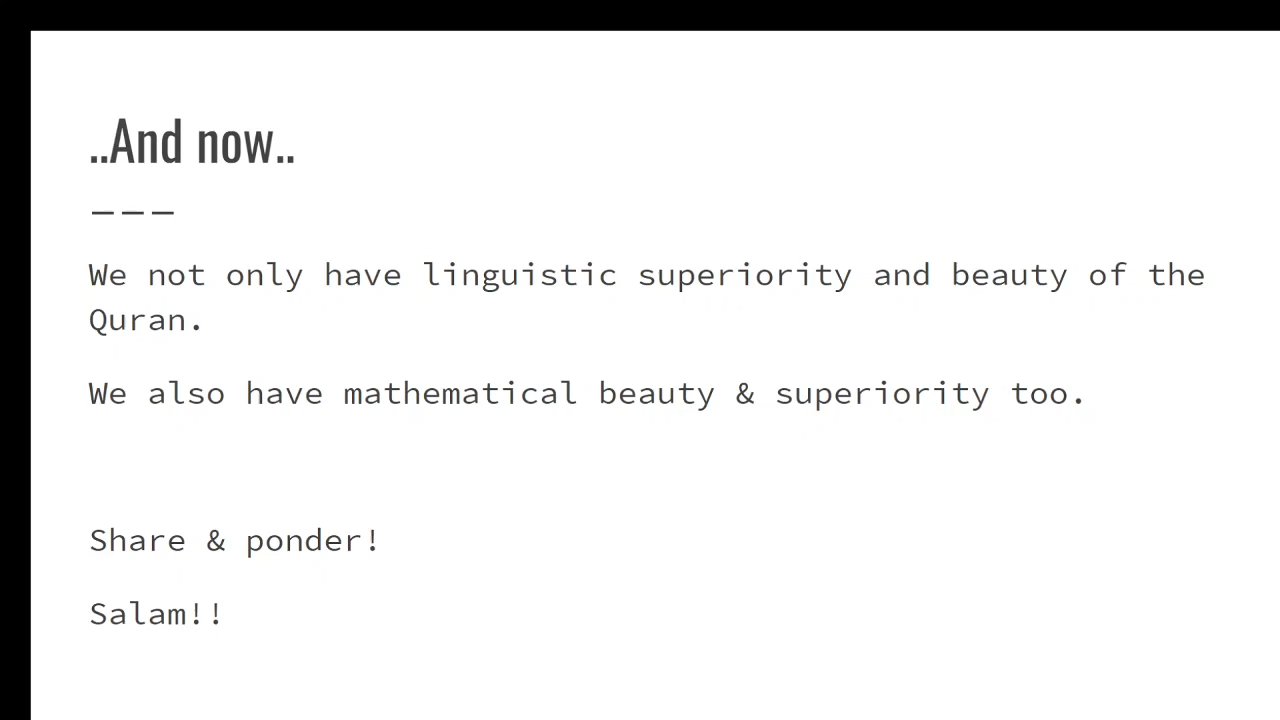 ..And now..
We not only have linguistic superiority and beauty of the
Quran.
We also have mathematical beauty & superiority too.
Share & ponder!
Salam!!